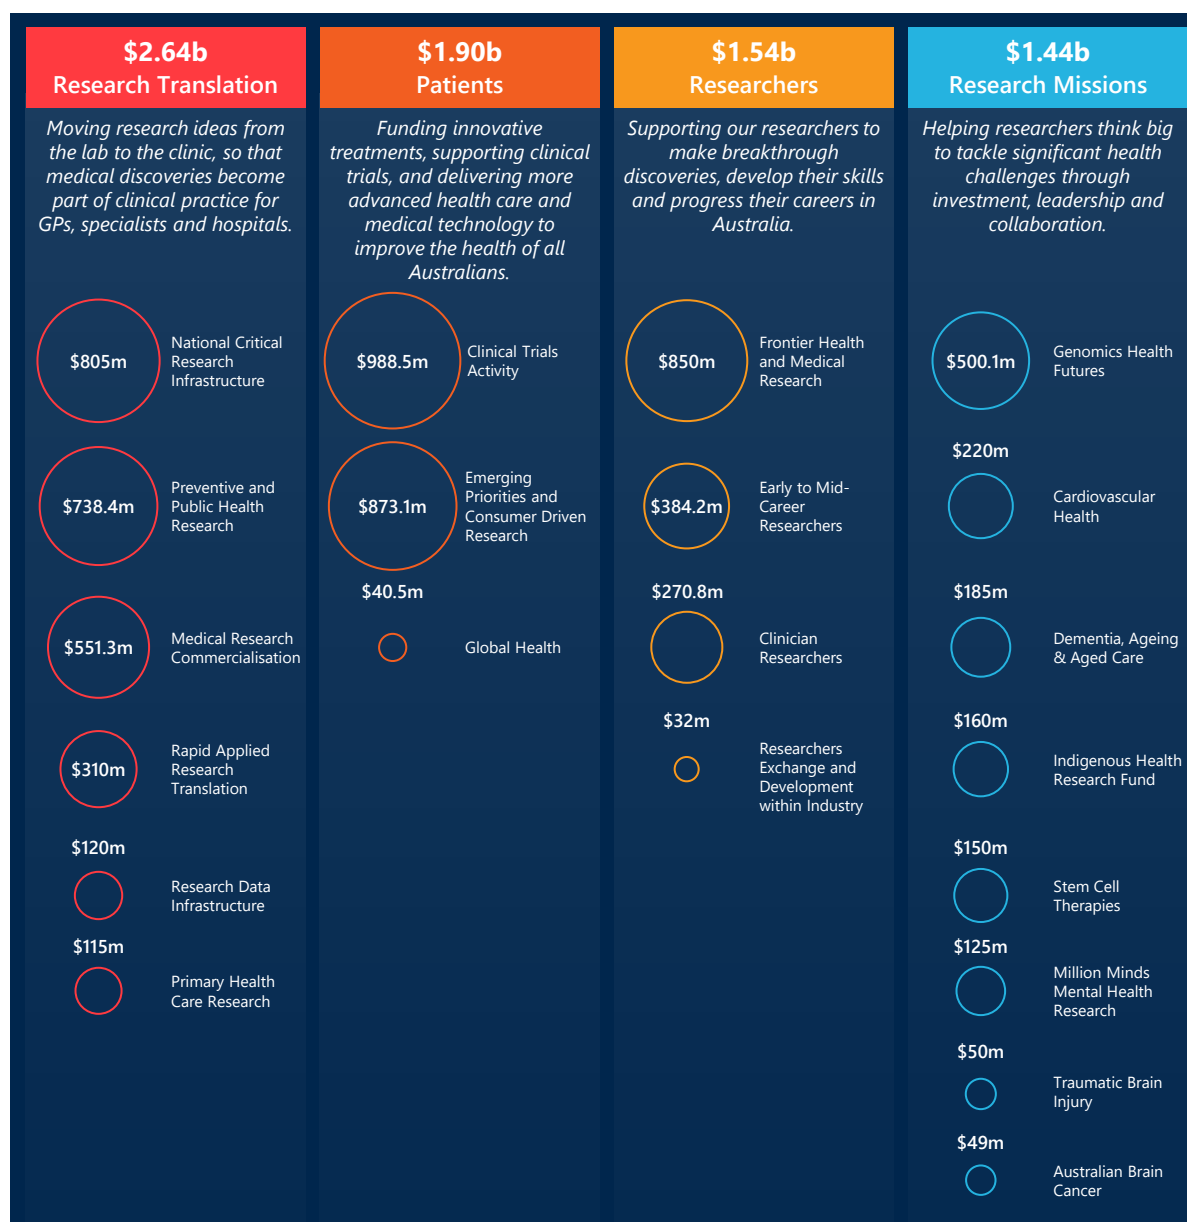 $2.64b
Research Translation
Moving research ideas from
the lab to the clinic, so that
medical discoveries become
part of clinical practice for
GPs, specialists and hospitals.
$805m
National Critical
Research
Infrastructure
$738.4m
Preventive and
Public Health
Research
$551.3m
Medical Research
Commercialisation
$310m
Rapid Applied
Research
Translation
$120m
Research Data
Infrastructure
$115m
Primary Health
Care Research
$1.90b
Patients
Funding innovative
treatments, supporting clinical
trials, and delivering more
advanced health care and
medical technology to
improve the health of all
Australians.
$988.5m
Clinical Trials
Activity
$873.1m
Emerging
Priorities and
Consumer Driven
Research
$40.5m
Global Health
$1.54b
Researchers
Supporting our researchers to
make breakthrough
discoveries, develop their skills
and progress their careers in
Australia.
$850m
Frontier Health
and Medical
Research
$384.2m
Early to Mid-
Career
Researchers
$270.8m
Clinician
Researchers
$32m
Researchers
Exchange and
Development
within Industry
$1.44b
Research Missions
Helping researchers think big
to tackle significant health
challenges through
investment, leadership and
collaboration.
$500.1m
Genomics Health
Futures
$220m
Cardiovascular
Health
$185m
Dementia, Ageing
& Aged Care
$160m
Indigenous Health
Research Fund
$150m
Stem Cell
Therapies
$125m
Million Minds
Mental Health
Research
$50m
Traumatic Brain
Injury
$49m
Australian Brain
Cancer